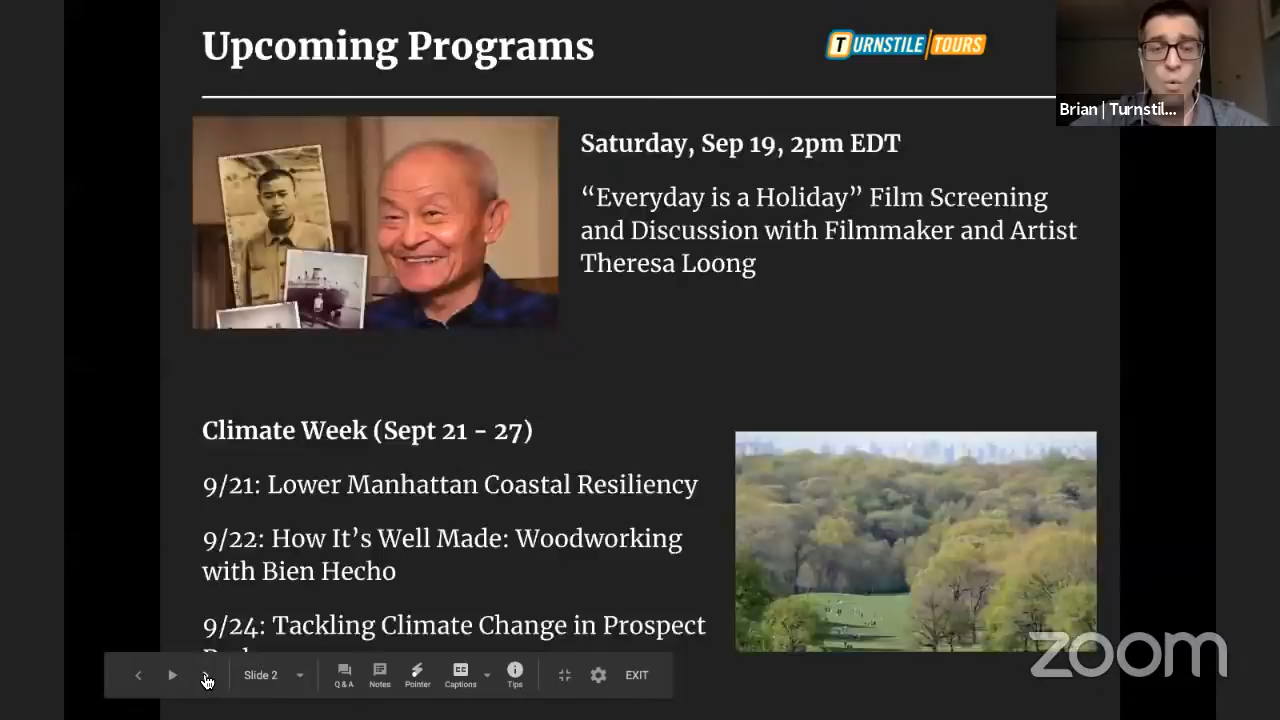 Upcoming Programs
TURNSTILE TOURS
Brian | Turnstil...
Saturday, Sep 19, 2pm EDT
“Everyday is a Holiday” Film Screening
and Discussion with Filmmaker and Artist
Theresa Loong
Climate Week (Sept 21 - 27)
9/21: Lower Manhattan Coastal Resiliency
9/22: How It’s Well Made: Woodworking
with Bien Hecho
9/24: Tackling Climate Change in Prospect
zoom
Slide 2
Q & A
Notes
Pointer
Captions
Tips
EXIT